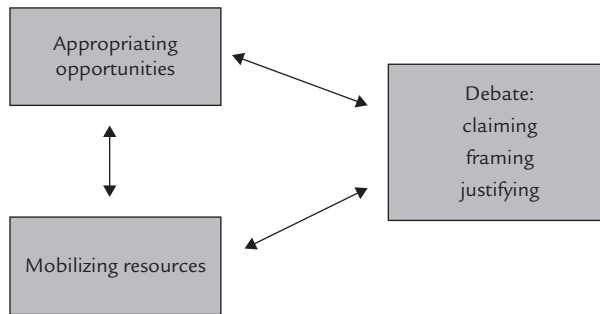 Appropriating
opportunities
Debate:
claiming
framing
justifying
Mobilizing resources